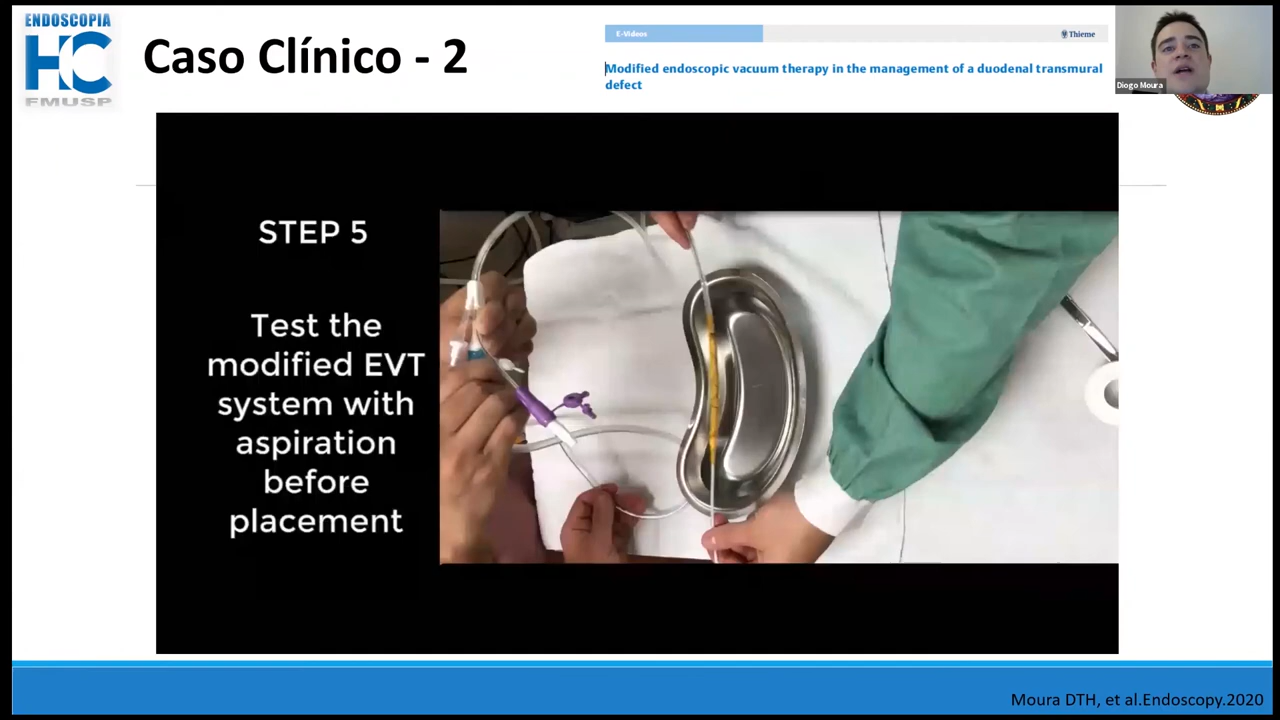 ENDOSCOPIA
HC
FMUSP
Caso Clínico - 2
E-Videos
Thieme
Modified endoscopic vacuum therapy in the management of a duodenal transmural
defect
Diogo Moura
STEP 5
Test the
modified EVT
system with
aspiration
before
placement
Moura DTH, et al.Endoscopy.2020